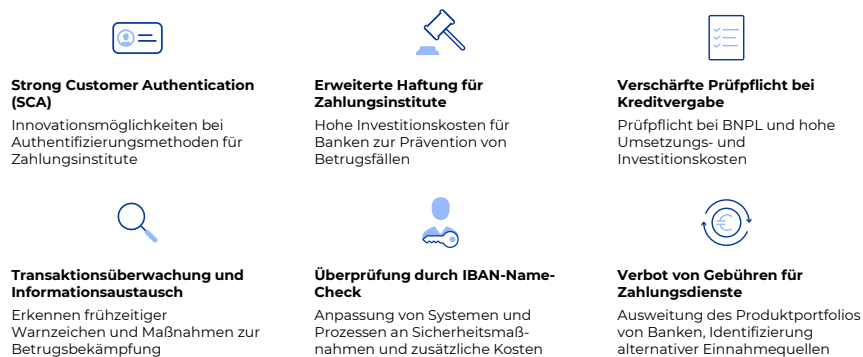 Strong Customer Authentication
(SCA)
Innovationsmöglichkeiten bei
Authentifizierungsmethoden für
Zahlungsinstitute
Erweiterte Haftung für
Zahlungsinstitute
Hohe Investitionskosten für
Banken zur Prävention von
Betrugsfällen
Verschärfte Prüfpflicht bei
Kreditvergabe
Prüfpflicht bei BNPL und hohe
Umsetzungs- und
Investitionskosten
Transaktionsüberwachung und
Informationsaustausch
Erkennen frühzeitiger
Warnzeichen und Maßnahmen zur
Betrugsbekämpfung
Überprüfung durch IBAN-Name-
Check
Anpassung von Systemen und
Prozessen an Sicherheitsmaß-
nahmen und zusätzliche Kosten
€
Verbot von Gebühren für
Zahlungsdienste
Ausweitung des Produktportfolios
von Banken, Identifizierung
alternativer Einnahmequellen